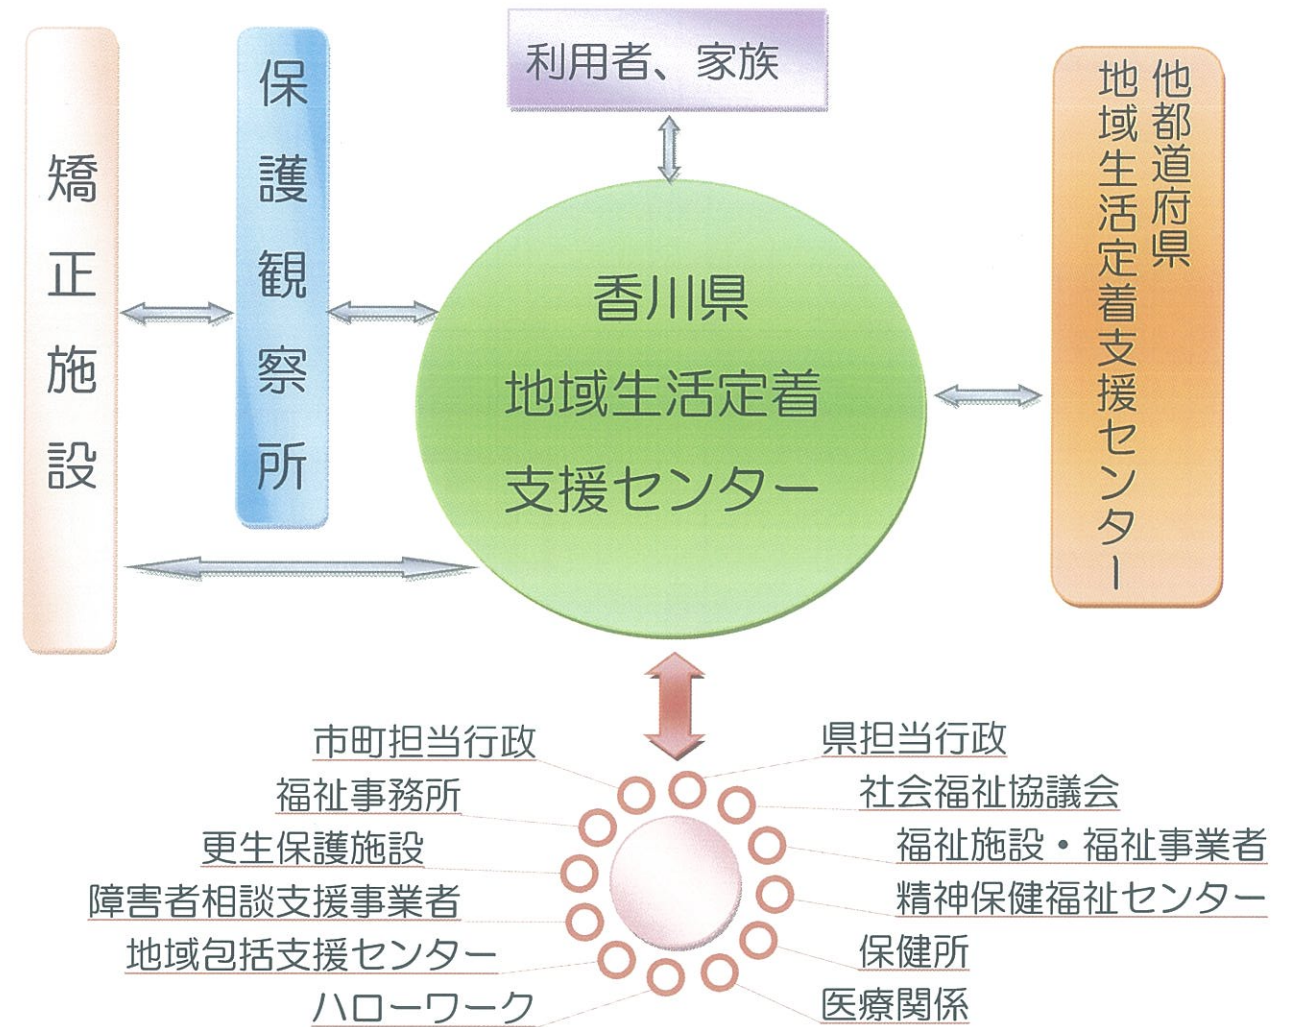 利用者、家族
矯正施設
保護観察所
香川県
地域生活定着
支援センター
他都道府県
地域生活定着支援センター
市町担当行政
福祉事務所
更生保護施設
障害者相談支援事業者
地域包括支援センター
ハローワーク
県担当行政
社会福祉協議会
福祉施設・福祉事業者
精神保健福祉センター
保健所
医療関係